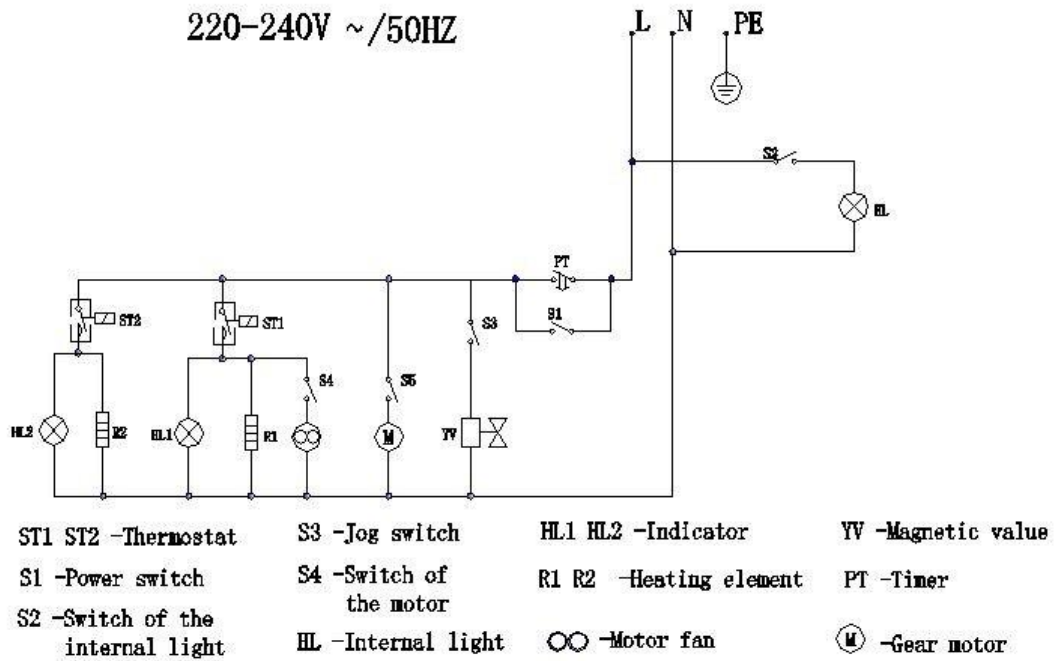 220-240V ~/50HZ
L N PE
S2
HL
PT
S1
ST2
ST1
S3
S4
S5
HL2
R2
HL1
R1
M
YV
ST1 ST2 -Thermostat
S1 -Power switch
S2 -Switch of the
internal light
S3 -Jog switch
S4 -Switch of
the motor
HL -Internal light
HL1 HL2 -Indicator
R1 R2 -Heating element
-Motor fan
YV -Magnetic value
PT -Timer
M -Gear motor